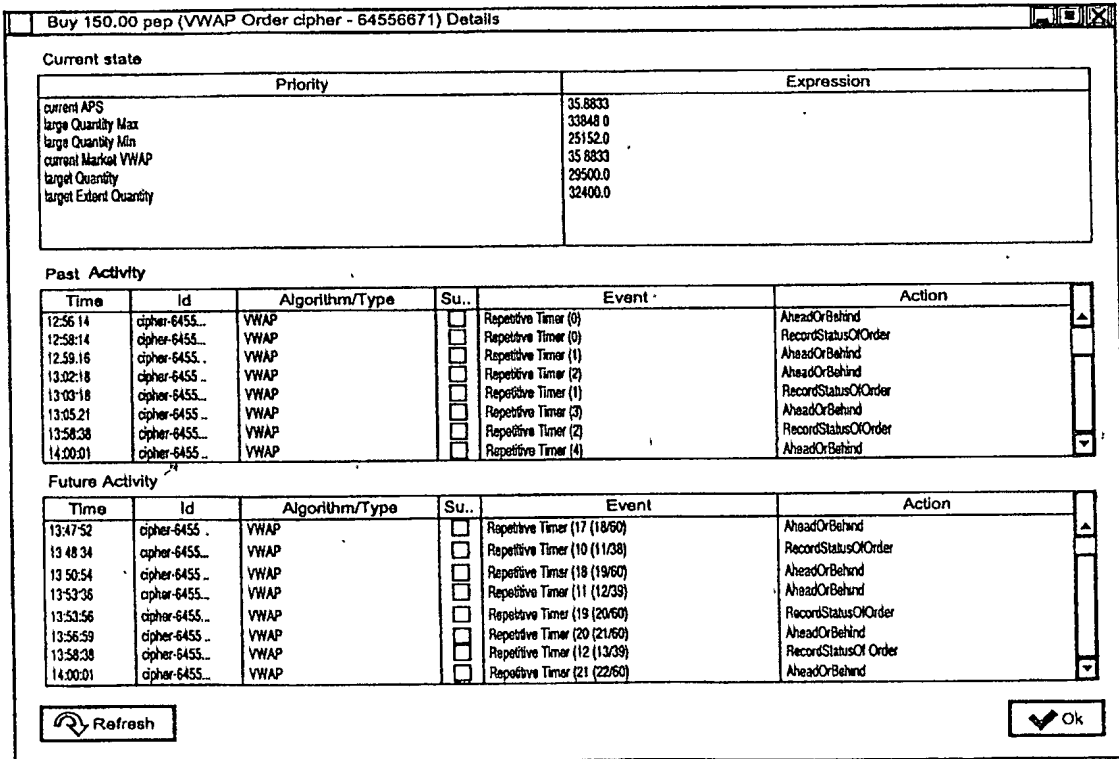 Buy 150.00 pep (VWAP Order cipher - 64556671) Details
Current state
Priority Expression
current APS 35.8833
large Quantity Max 33848 0
large Quantity Min 25152.0
current Market VWAP 35 8833
target Quantity 29500.0
target Extent Quantity 32400.0
Past Activity
Time Id Algorithm/Type Su.. Event Action
12:56 14 cipher-6455... VWAP Repetitive Timer (0) AheadOrBehind
12:58:14 cipher-6455... VWAP Repetitive Timer (0) RecordStatusOfOrder
12.59.16 cipher-6455. . VWAP Repetitive Timer (1) AheadOrBehind
13:02:18 cipher-6455 .. VWAP Repetitive Timer (2) AheadOrBehind
13:03:18 cipher-6455... VWAP Repetitive Timer (1) RecordStatusOfOrder
13:05.21 cipher-6455 .. VWAP Repetitive Timer (3) AheadOrBehind
13:58:38 cipher-6455... VWAP Repetitive Timer (2) RecordStatusOfOrder
14:00:01 cipher-6455... VWAP Repetitive Timer (4) AheadOrBehind
Future Activity
Time Id Algorithm/Type Su.. Event Action
13:47:52 cipher-6455 . VWAP Repetitive Timer (17 (18/60) AheadOrBehind
13 48 34 cipher-6455... VWAP Repetitive Timer (10 (11/38) RecordStatusOfOrder
13 50:54 cipher-6455 .. VWAP Repetitive Timer (18 (19/60) AheadOrBehind
13:53:36 cipher-6455... VWAP Repetitive Timer (11 (12/39) AheadOrBehind
13:53:56 cipher-6455... VWAP Repetitive Timer (19 (20/60) RecordStatusOfOrder
13:56:59 cipher-6455 .. VWAP Repetitive Timer (20 (21/60) AheadOrBehind
13:58:38 cipher-6455... VWAP Repetitive Timer (12 (13/39) RecordStatusOf Order
14:00:01 cipher-6455... VWAP Repetitive Timer (21 (22/60) AheadOrBehind
Refresh Ok